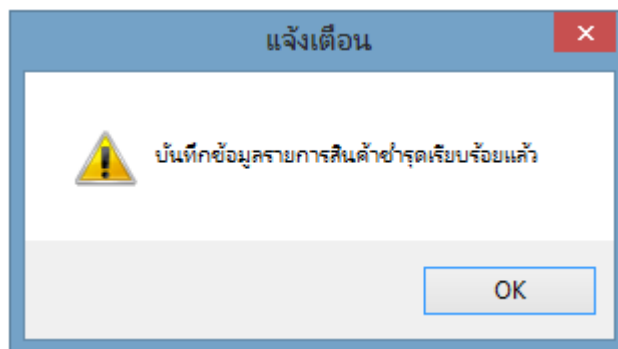 แจ้งเตือน
บันทึกข้อมูลรายการสินค้าชำรุดเรียบร้อยแล้ว
OK